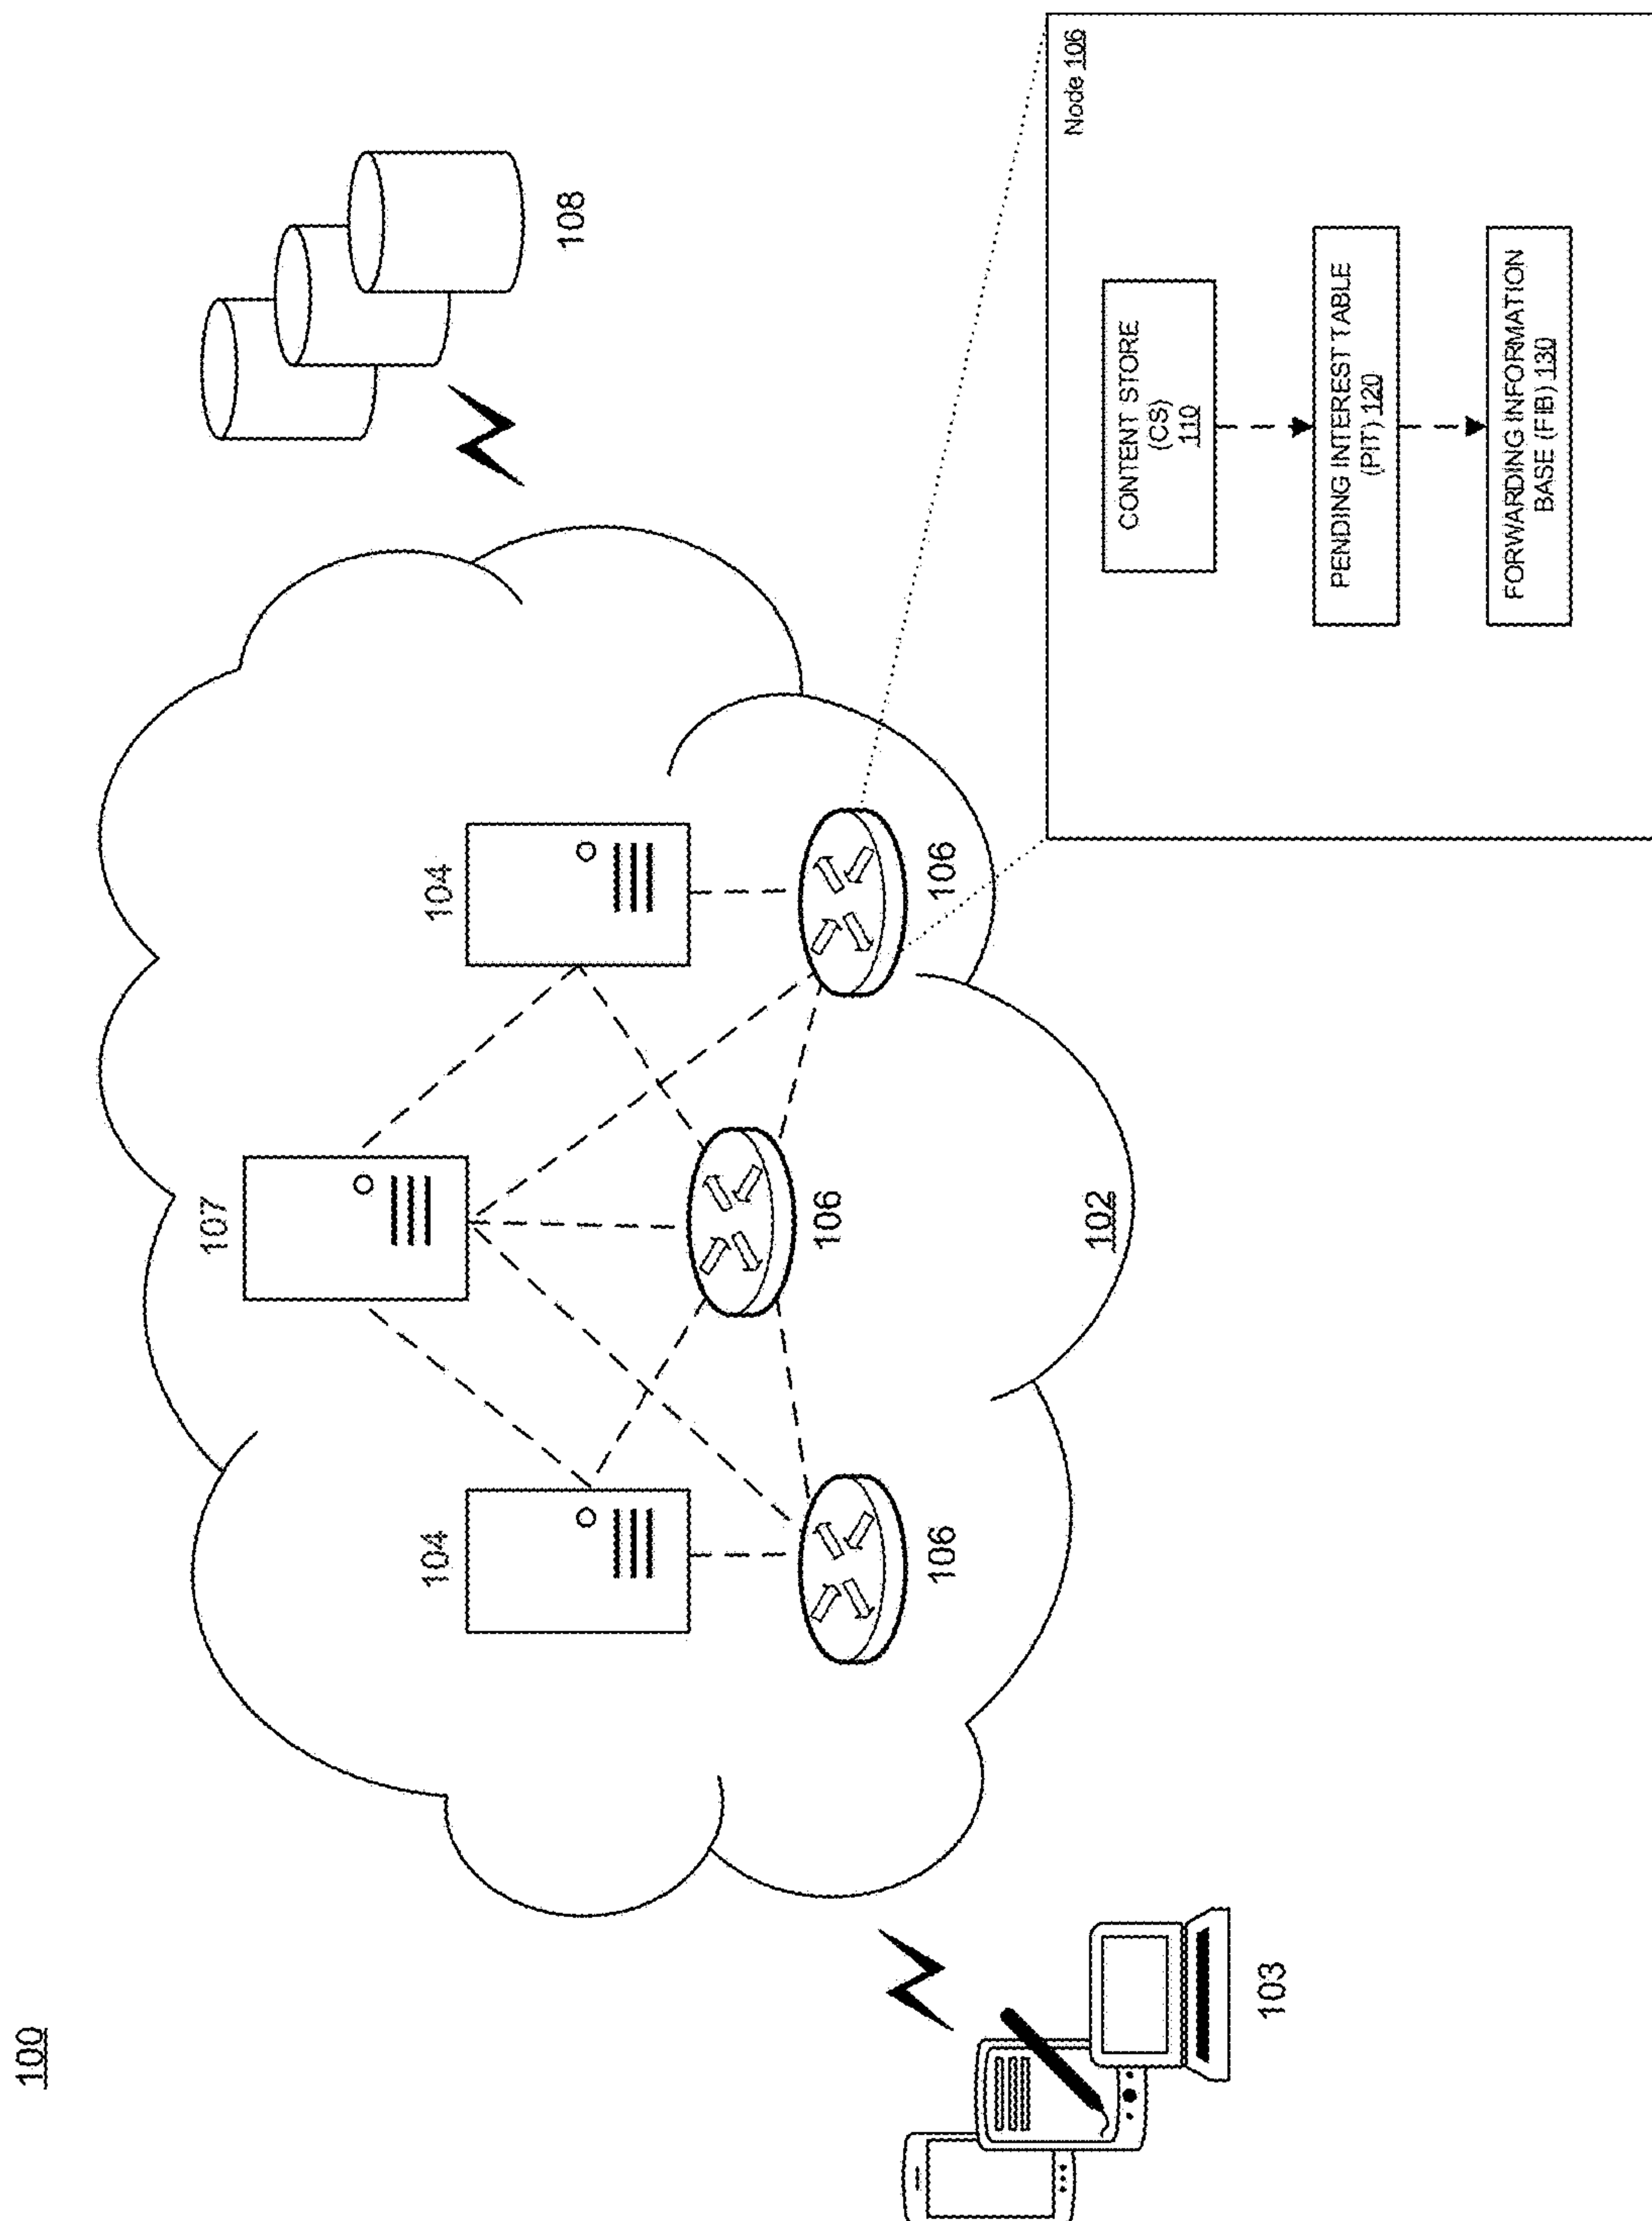 100
107
104
104
106
106
106
102
103
108
Node 106
CONTENT STORE
(CS)
110
PENDING INTEREST TABLE
(PIT) 120
FORWARDING INFORMATION
BASE (FIB) 130